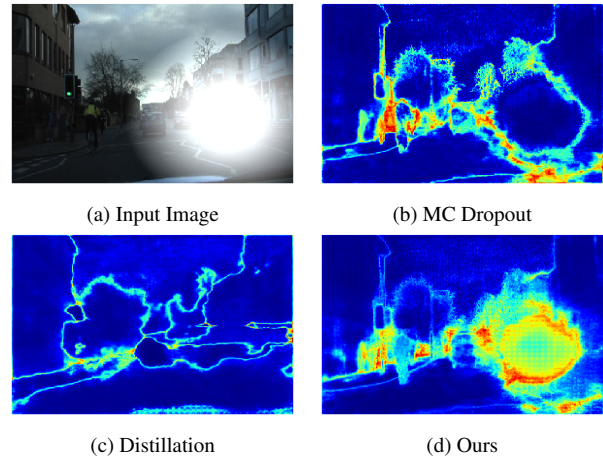 (a) Input Image
(b) MC Dropout
(c) Distillation
(d) Ours